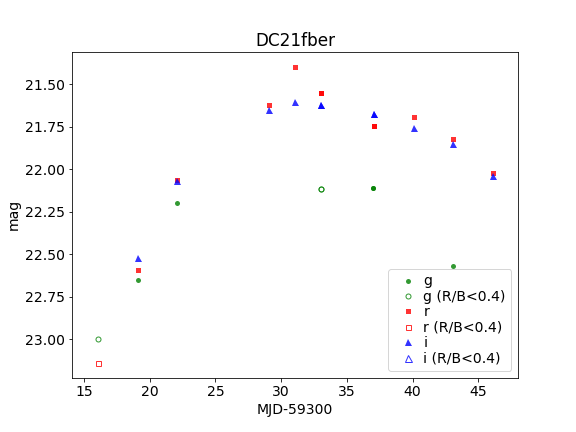 DC21fber
21.50
21.75
22.00
22.25
22.50
22.75
23.00
mag
g
g (R/B<0.4)
r
r (R/B<0.4)
i
i (R/B<0.4)
15 20 25 30 35 40 45
MJD-59300